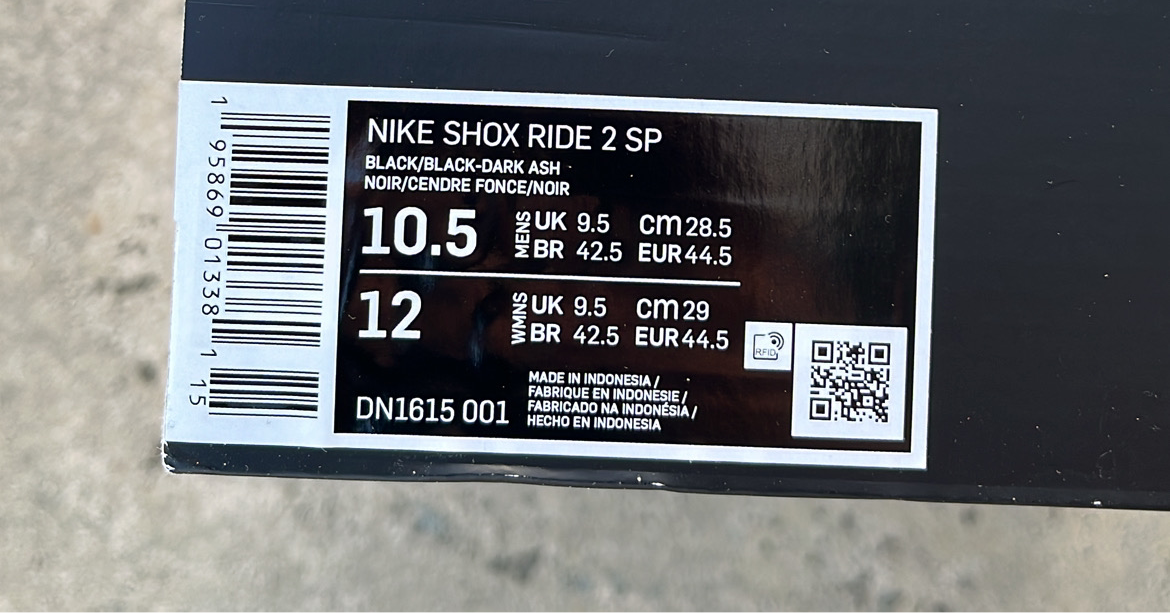 NIKE SHOX RIDE 2 SP
BLACK/BLACK-DARK ASH
NOIR/CENDRE FONCE/NOIR
10.5 MENS UK 9.5 cm 28.5
BR 42.5 EUR 44.5
12 WMNS UK 9.5 cm 29
BR 42.5 EUR 44.5
RFID
MADE IN INDONESIA /
FABRIQUE EN INDONESIE /
FABRICADO NA INDONÉSIA /
HECHO EN INDONESIA
DN1615 001
1 95869 01338 1 15